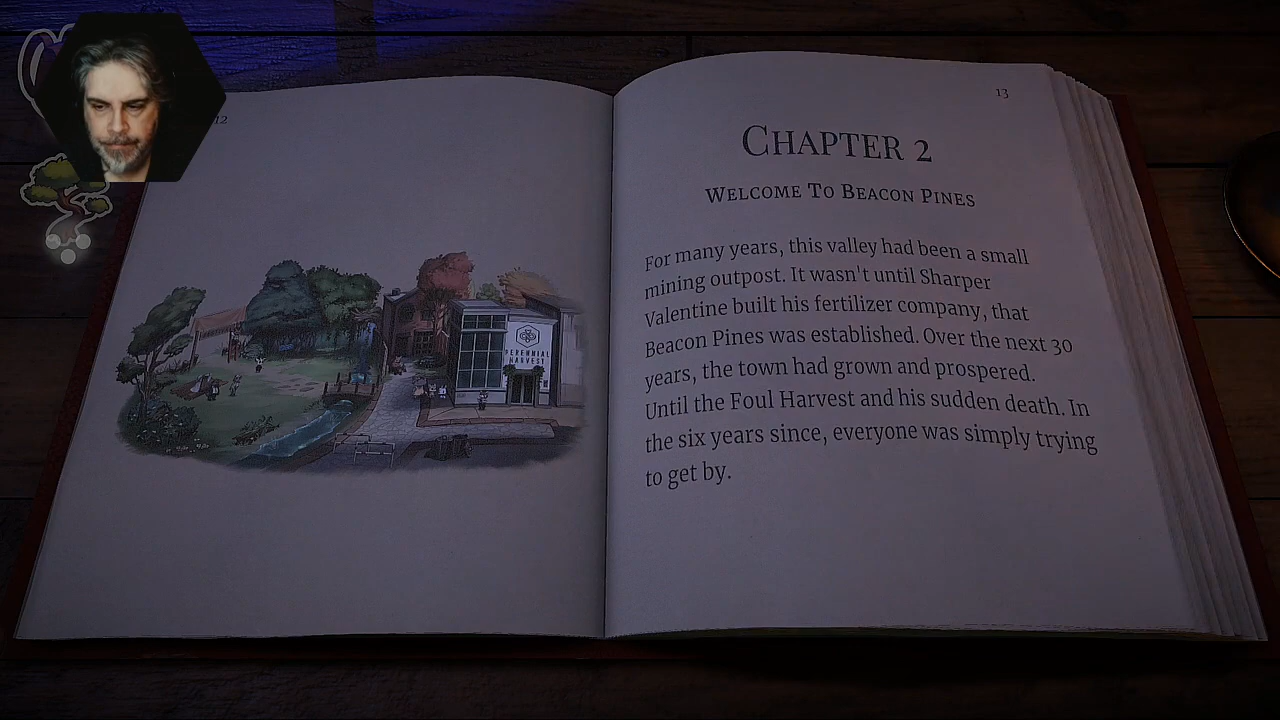 12
PERENNIAL
HARVEST
13
CHAPTER 2
WELCOME TO BEACON PINES
For many years, this valley had been a small
mining outpost. It wasn't until Sharper
Valentine built his fertilizer company, that
Beacon Pines was established. Over the next 30
years, the town had grown and prospered.
Until the Foul Harvest and his sudden death. In
the six years since, everyone was simply trying
to get by.